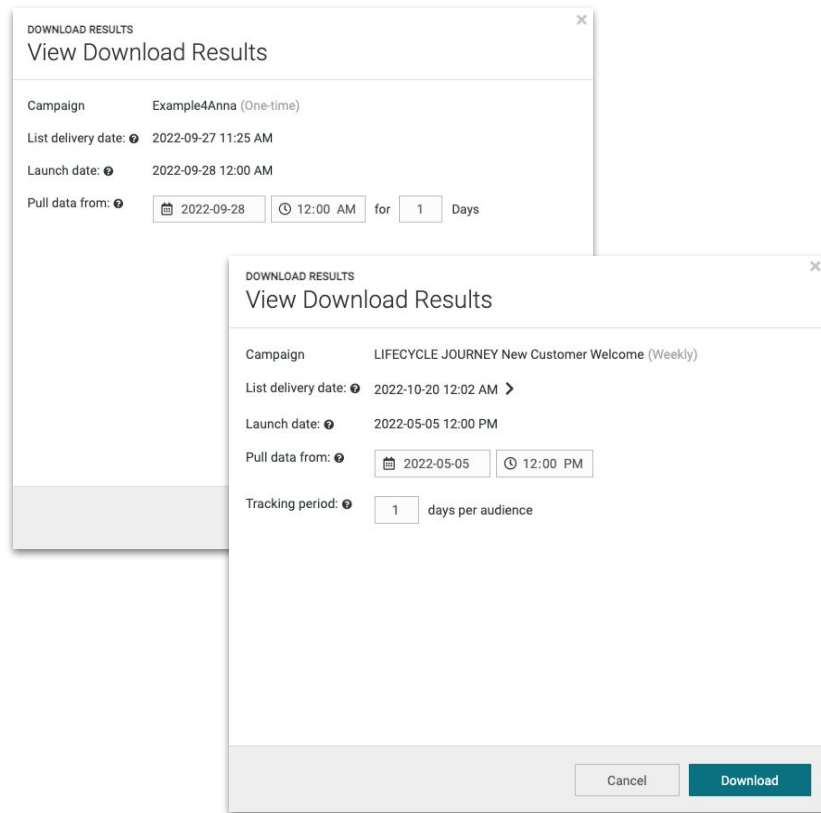 DOWNLOAD RESULTS
View Download Results
Campaign Example4Anna (One-time)
List delivery date: 2022-09-27 11:25 AM
Launch date: 2022-09-28 12:00 AM
Pull data from: 2022-09-28 12:00 AM for 1 Days
DOWNLOAD RESULTS
View Download Results
Campaign LIFECYCLE JOURNEY New Customer Welcome (Weekly)
List delivery date: 2022-10-20 12:02 AM
Launch date: 2022-05-05 12:00 PM
Pull data from: 2022-05-05 12:00 PM
Tracking period: 1 days per audience
Cancel Download